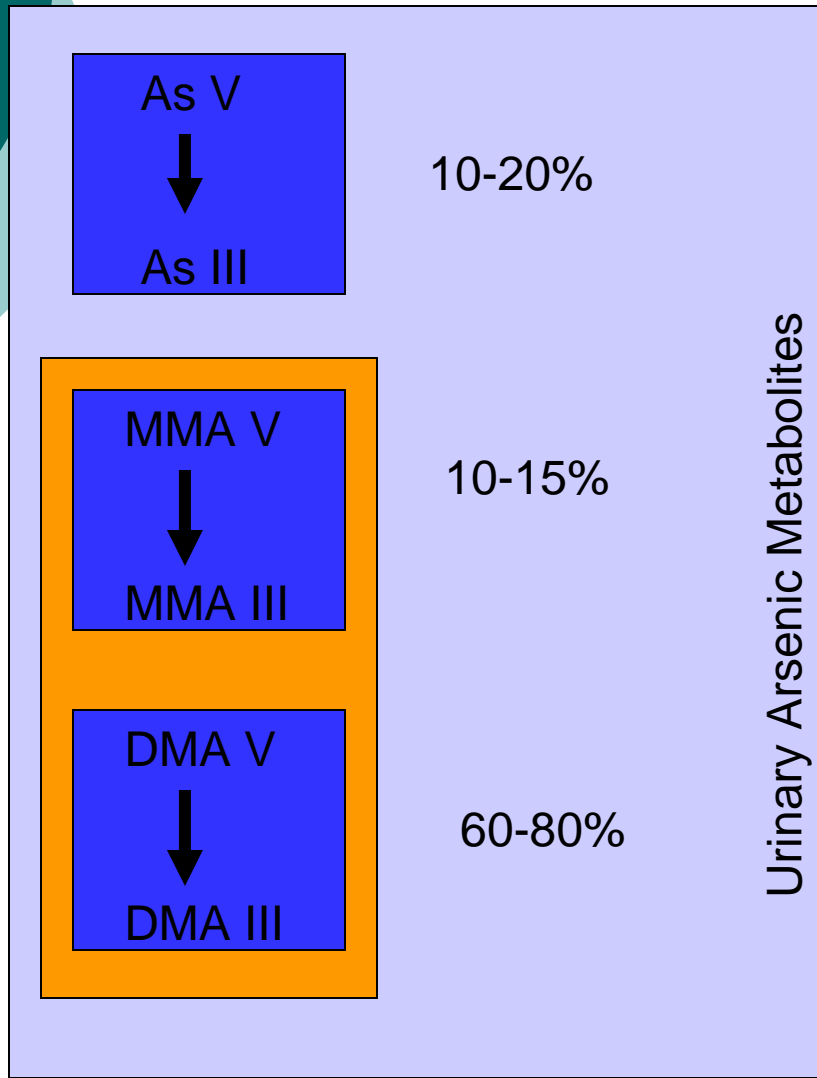 As V
As III
10-20%
MMA V
MMA III
10-15%
DMA V
DMA III
60-80%
Urinary Arsenic Metabolites